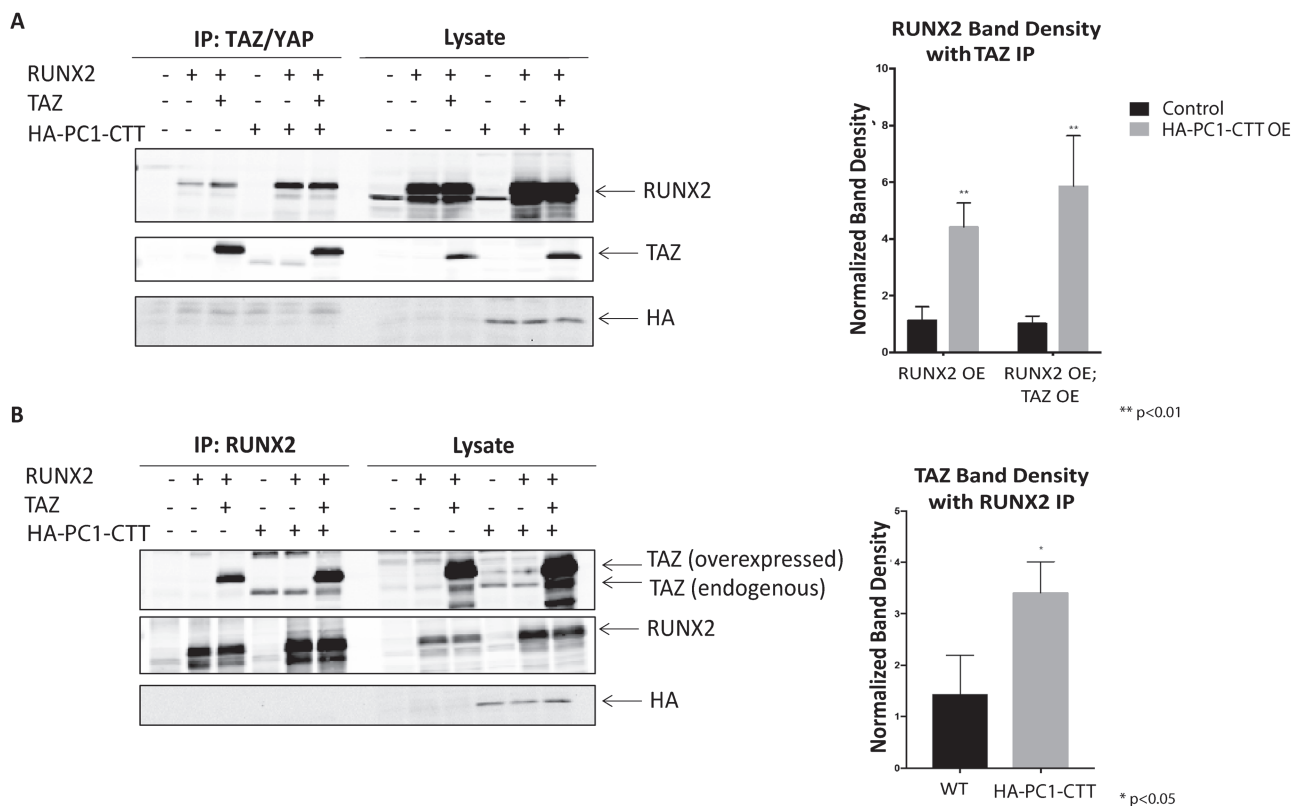 A
IP: TAZ/YAP Lysate
RUNX2 - + + - + + - + + - + +
TAZ - - + - - + - - + - - +
HA-PC1-CTT - - - + + + - - - + + +
RUNX2
TAZ
HA
RUNX2 Band Density
with TAZ IP
Normalized Band Density
10
8
6
4
2
0
**
**
RUNX2 OE
RUNX2 OE;
TAZ OE
Control
HA-PC1-CTT OE
** p<0.01
B
IP: RUNX2 Lysate
RUNX2 - + + - + + - + + - + +
TAZ - - + - - + - - + - - +
HA-PC1-CTT - - - + + + - - - + + +
TAZ (overexpressed)
TAZ (endogenous)
RUNX2
HA
TAZ Band Density
with RUNX2 IP
Normalized Band Density
5
4
3
2
1
0
*
WT HA-PC1-CTT
* p<0.05